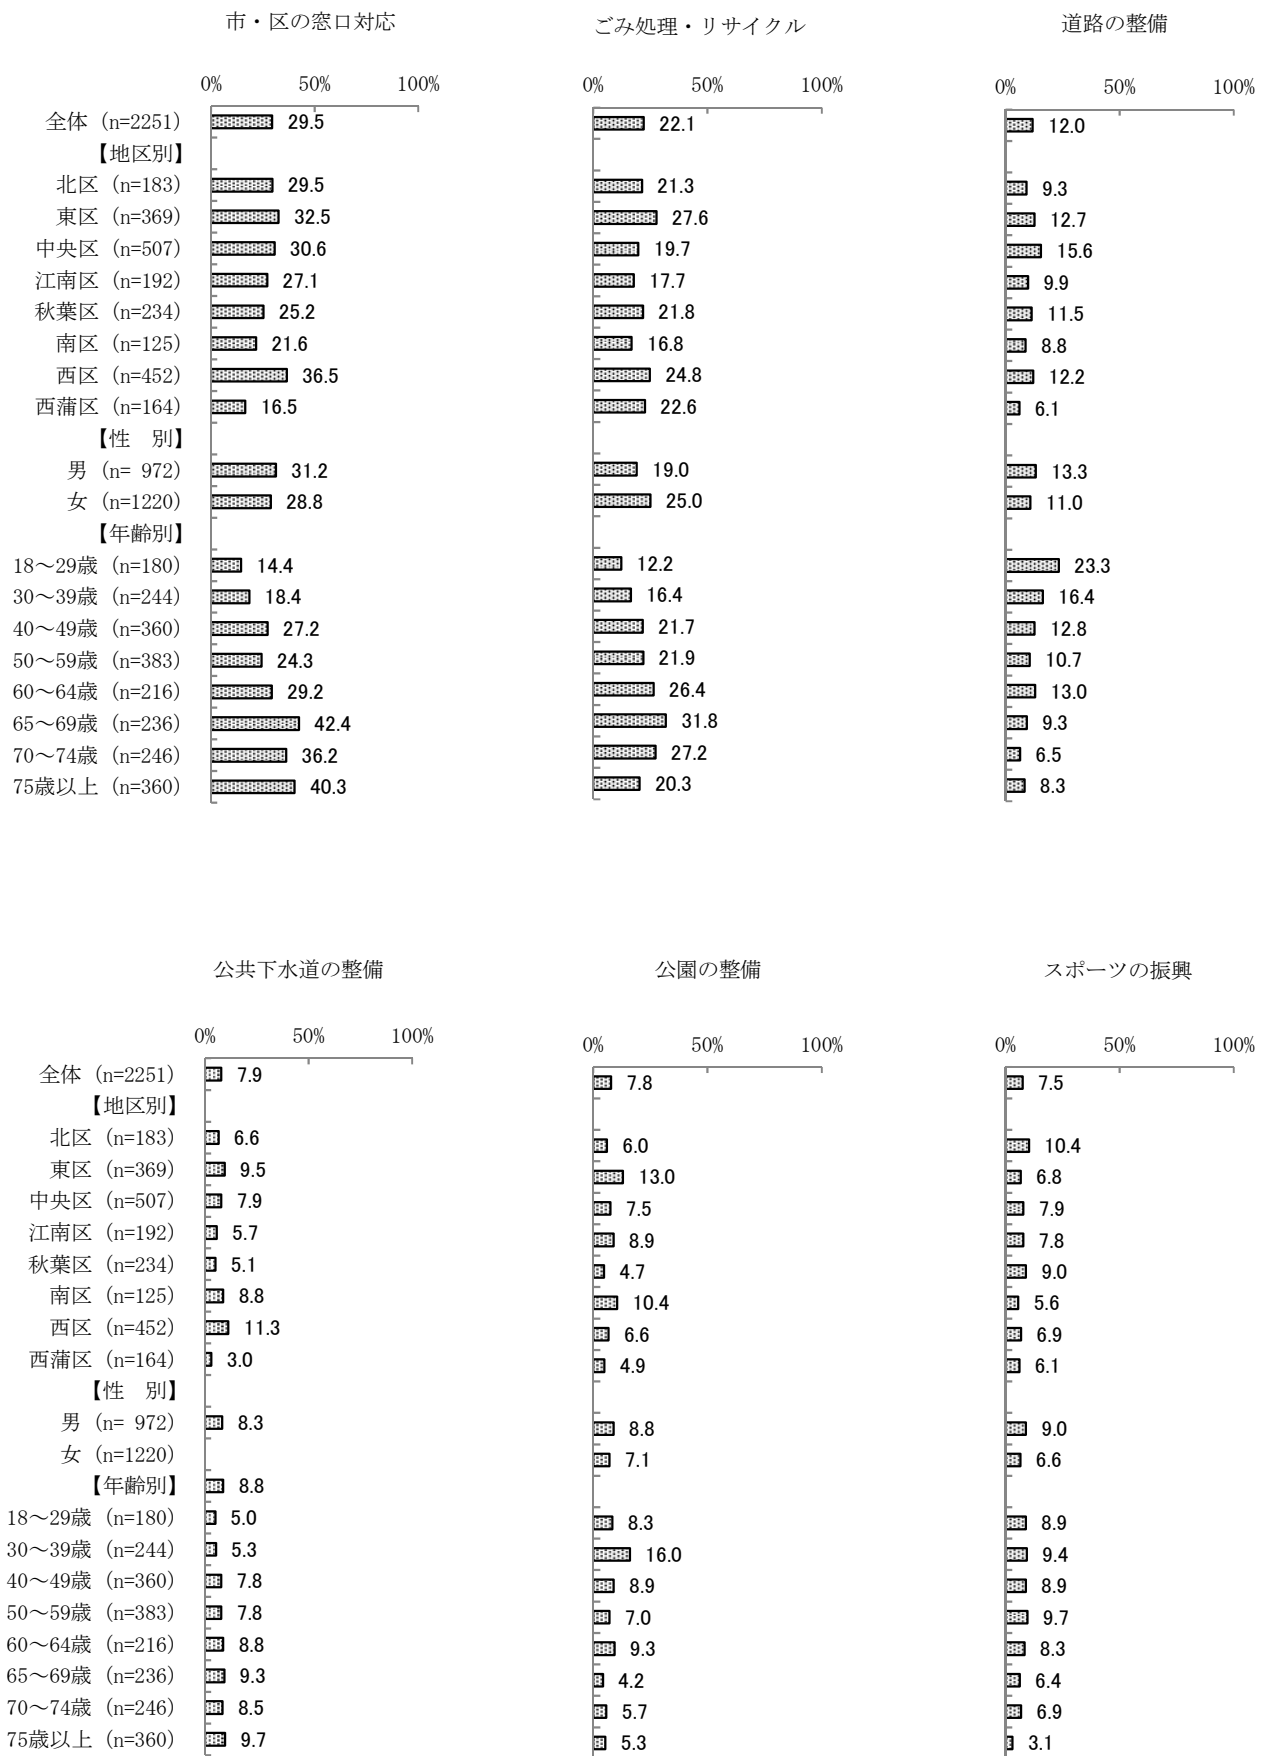 市・区の窓口対応　ごみ処理・リサイクル　道路の整備
0%　50%　100%　0%　50%　100%　0%　50%　100%
全体（n=2251）　29.5　22.1　12.0
【地区別】
北区（n=183）　29.5　21.3　9.3
東区（n=369）　32.5　27.6　12.7
中央区（n=507）　30.6　19.7　15.6
江南区（n=192）　27.1　17.7　9.9
秋葉区（n=234）　25.2　21.8　11.5
南区（n=125）　21.6　16.8　8.8
西区（n=452）　36.5　24.8　12.2
西蒲区（n=164）　16.5　22.6　6.1
【性　別】
男（n= 972）　31.2　19.0　13.3
女（n=1220）　28.8　25.0　11.0
【年齢別】
18～29歳（n=180）　14.4　12.2　23.3
30～39歳（n=244）　18.4　16.4　16.4
40～49歳（n=360）　27.2　21.7　12.8
50～59歳（n=383）　24.3　21.9　10.7
60～64歳（n=216）　29.2　26.4　13.0
65～69歳（n=236）　42.4　31.8　9.3
70～74歳（n=246）　36.2　27.2　6.5
75歳以上（n=360）　40.3　20.3　8.3
公共下水道の整備　公園の整備　スポーツの振興
0%　50%　100%　0%　50%　100%　0%　50%　100%
全体（n=2251）　7.9　7.8　7.5
【地区別】
北区（n=183）　6.6　6.0　10.4
東区（n=369）　9.5　13.0　6.8
中央区（n=507）　7.9　7.5　7.9
江南区（n=192）　5.7　8.9　7.8
秋葉区（n=234）　5.1　4.7　9.0
南区（n=125）　8.8　10.4　5.6
西区（n=452）　11.3　6.6　6.9
西蒲区（n=164）　3.0　4.9　6.1
【性　別】
男（n= 972）　8.3　8.8　9.0
女（n=1220）　7.1　6.6
【年齢別】　8.8
18～29歳（n=180）　5.0　8.3　8.9
30～39歳（n=244）　5.3　16.0　9.4
40～49歳（n=360）　7.8　8.9　8.9
50～59歳（n=383）　7.8　7.0　9.7
60～64歳（n=216）　8.8　9.3　8.3
65～69歳（n=236）　9.3　4.2　6.4
70～74歳（n=246）　8.5　5.7　6.9
75歳以上（n=360）　9.7　5.3　3.1